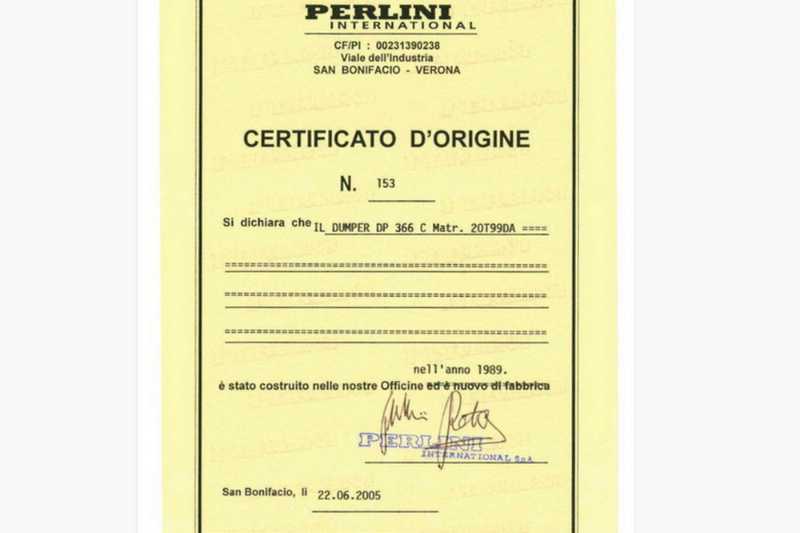 PERLINI
INTERNATIONAL
CF/PI : 00231390238
Viale dell'Industria
SAN BONIFACIO - VERONA
CERTIFICATO D'ORIGINE
N. 153
Si dichiara che IL DUMPER DP 366 C Matr. 20T99DA ====
nell'anno 1989.
è stato costruito nelle nostre Officine ed è nuovo di fabbrica
PERLINI
INTERNATIONAL SpA
San Bonifacio, lì 22.06.2005